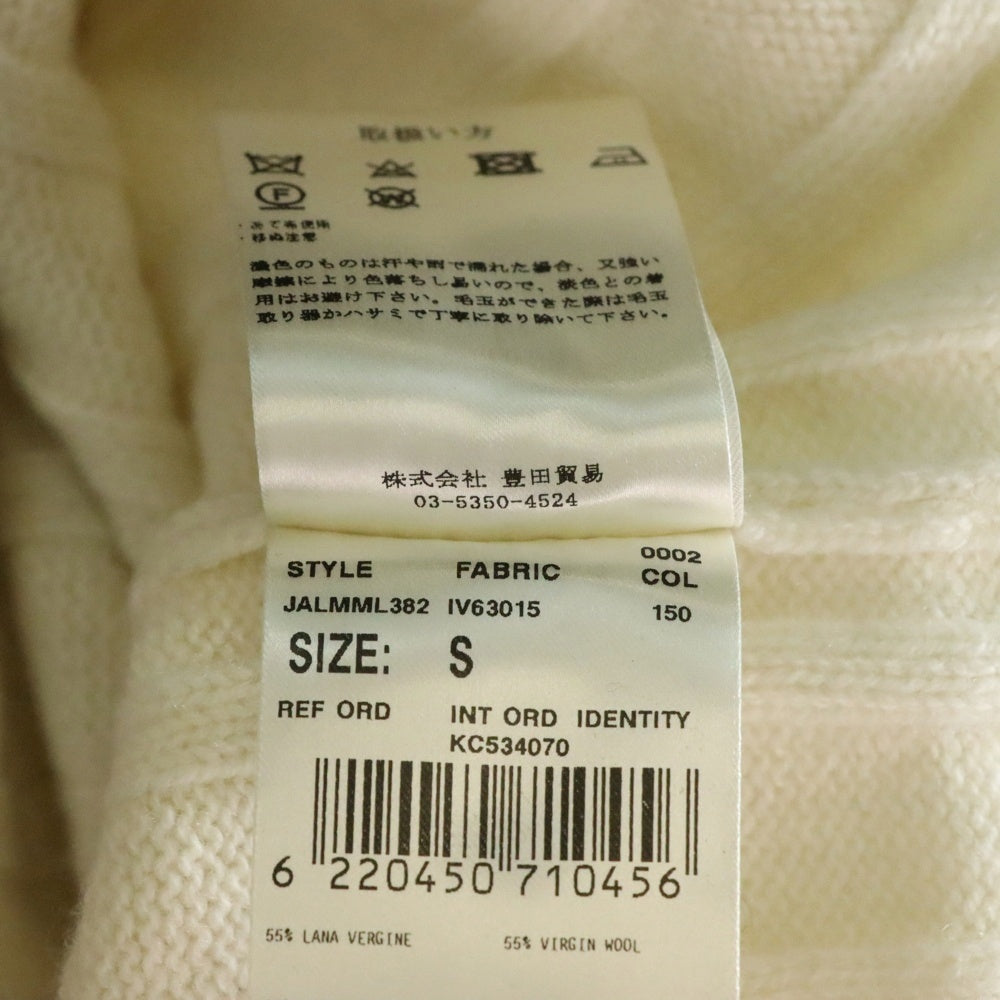 取扱い方
F
W
・あて布使用
・移ぬ注意
濃色のものは汗や雨で濡れた場合、又強い
摩擦により色落ちし易いので、淡色との着
用はお避け下さい。毛玉ができた際は毛玉
取り器かハサミで丁寧に取り除いて下さい。
株式会社 豊田貿易
03-5350-4524
STYLE FABRIC 0002 COL
JALMML382 IV63015 150
SIZE: S
REF ORD INT ORD IDENTITY
KC534070
6 220450 710456
55% LANA VERGINE 55% VIRGIN WOOL